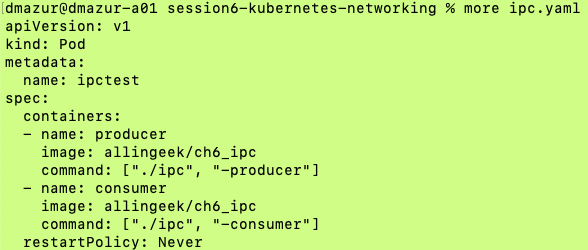 dmazur@dmazur-a01 session6-kubernetes-networking % more ipc.yaml
apiVersion: v1
kind: Pod
metadata:
  name: ipctest
spec:
  containers:
  - name: producer
    image: allingeek/ch6_ipc
    command: ["./ipc", "-producer"]
  - name: consumer
    image: allingeek/ch6_ipc
    command: ["./ipc", "-consumer"]
  restartPolicy: Never